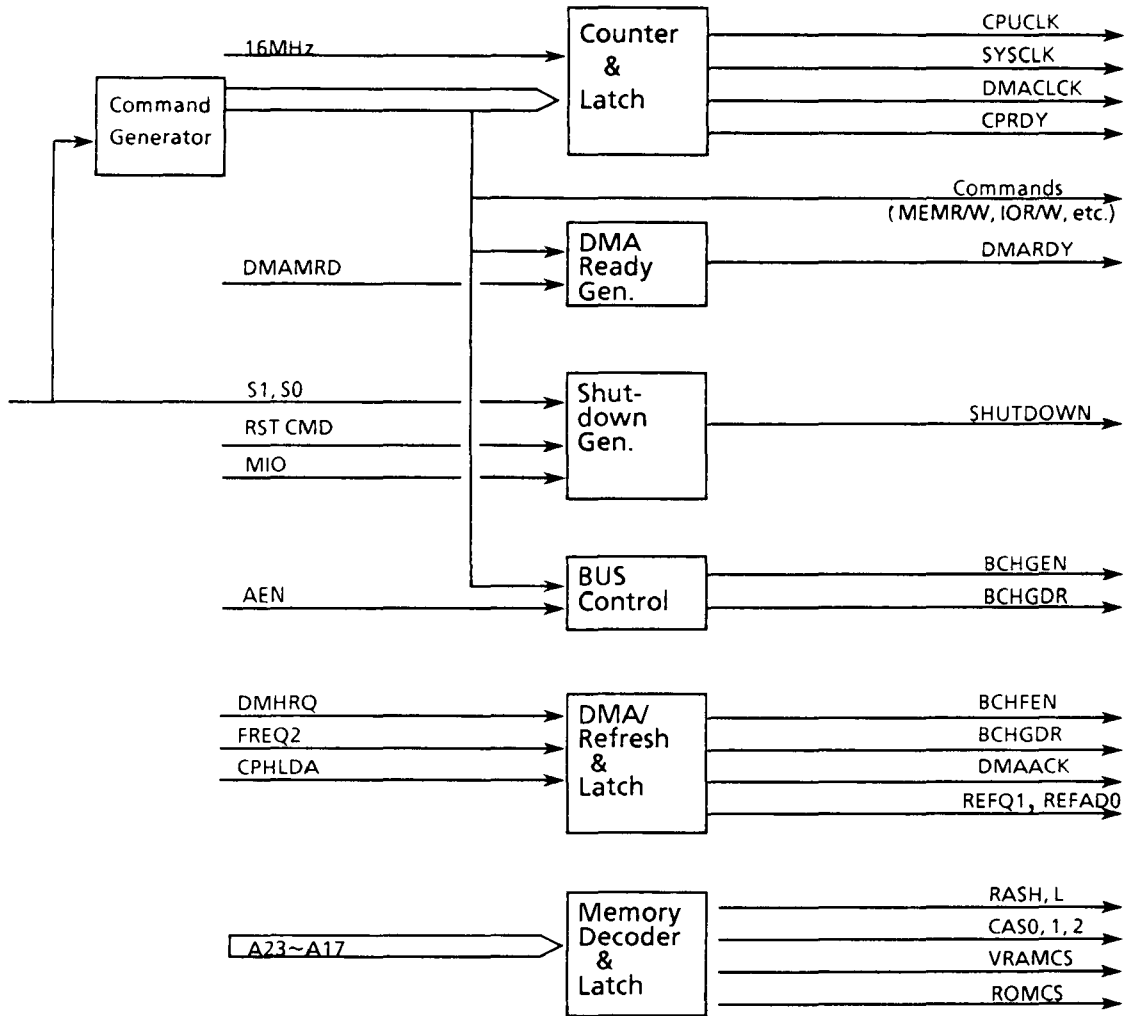 16MHz
Command
Generator
Counter
&
Latch
CPUCLK
SYSCLK
DMACLCK
CPRDY
Commands
(MEMR/W, IOR/W, etc.)
DMAMRD
DMA
Ready
Gen.
DMARDY
S1, S0
RST CMD
MIO
Shut-
down
Gen.
SHUTDOWN
AEN
BUS
Control
BCHGEN
BCHGDR
DMHRQ
FREQ2
CPHLDA
DMA/
Refresh
&
Latch
BCHFEN
BCHGDR
DMAACK
REFQ1, REFAD0
A23~A17
Memory
Decoder
&
Latch
RASH, L
CAS0, 1, 2
VRAMCS
ROMCS